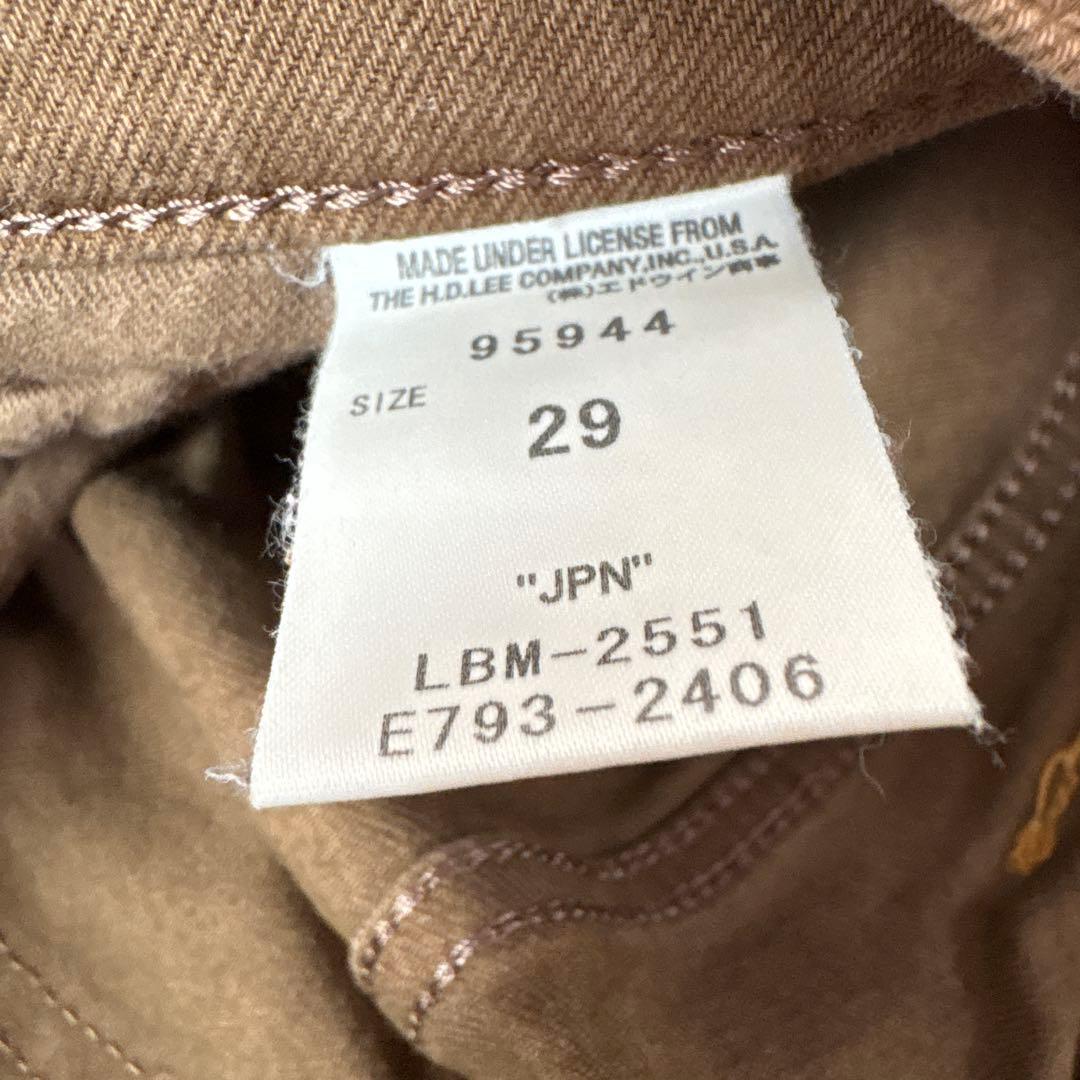 MADE UNDER LICENSE FROM
THE H.D.LEE COMPANY,INC.,U.S.A.
(株)エドウイン商事
95944
SIZE
29
"JPN"
LBM-2551
E793-2406